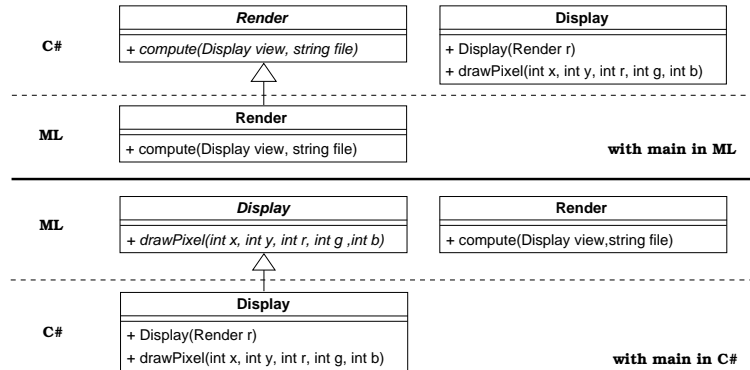 Render
Display
C#
+ compute(Display view, string file)
+ Display(Render r)
+ drawPixel(int x, int y, int r, int g, int b)
Render
ML
+ compute(Display view, string file)
with main in ML
Display
Render
ML
+ drawPixel(int x, int y, int r, int g ,int b)
+ compute(Display view,string file)
Display
C#
+ Display(Render r)
+ drawPixel(int x, int y, int r, int g, int b)
with main in C#